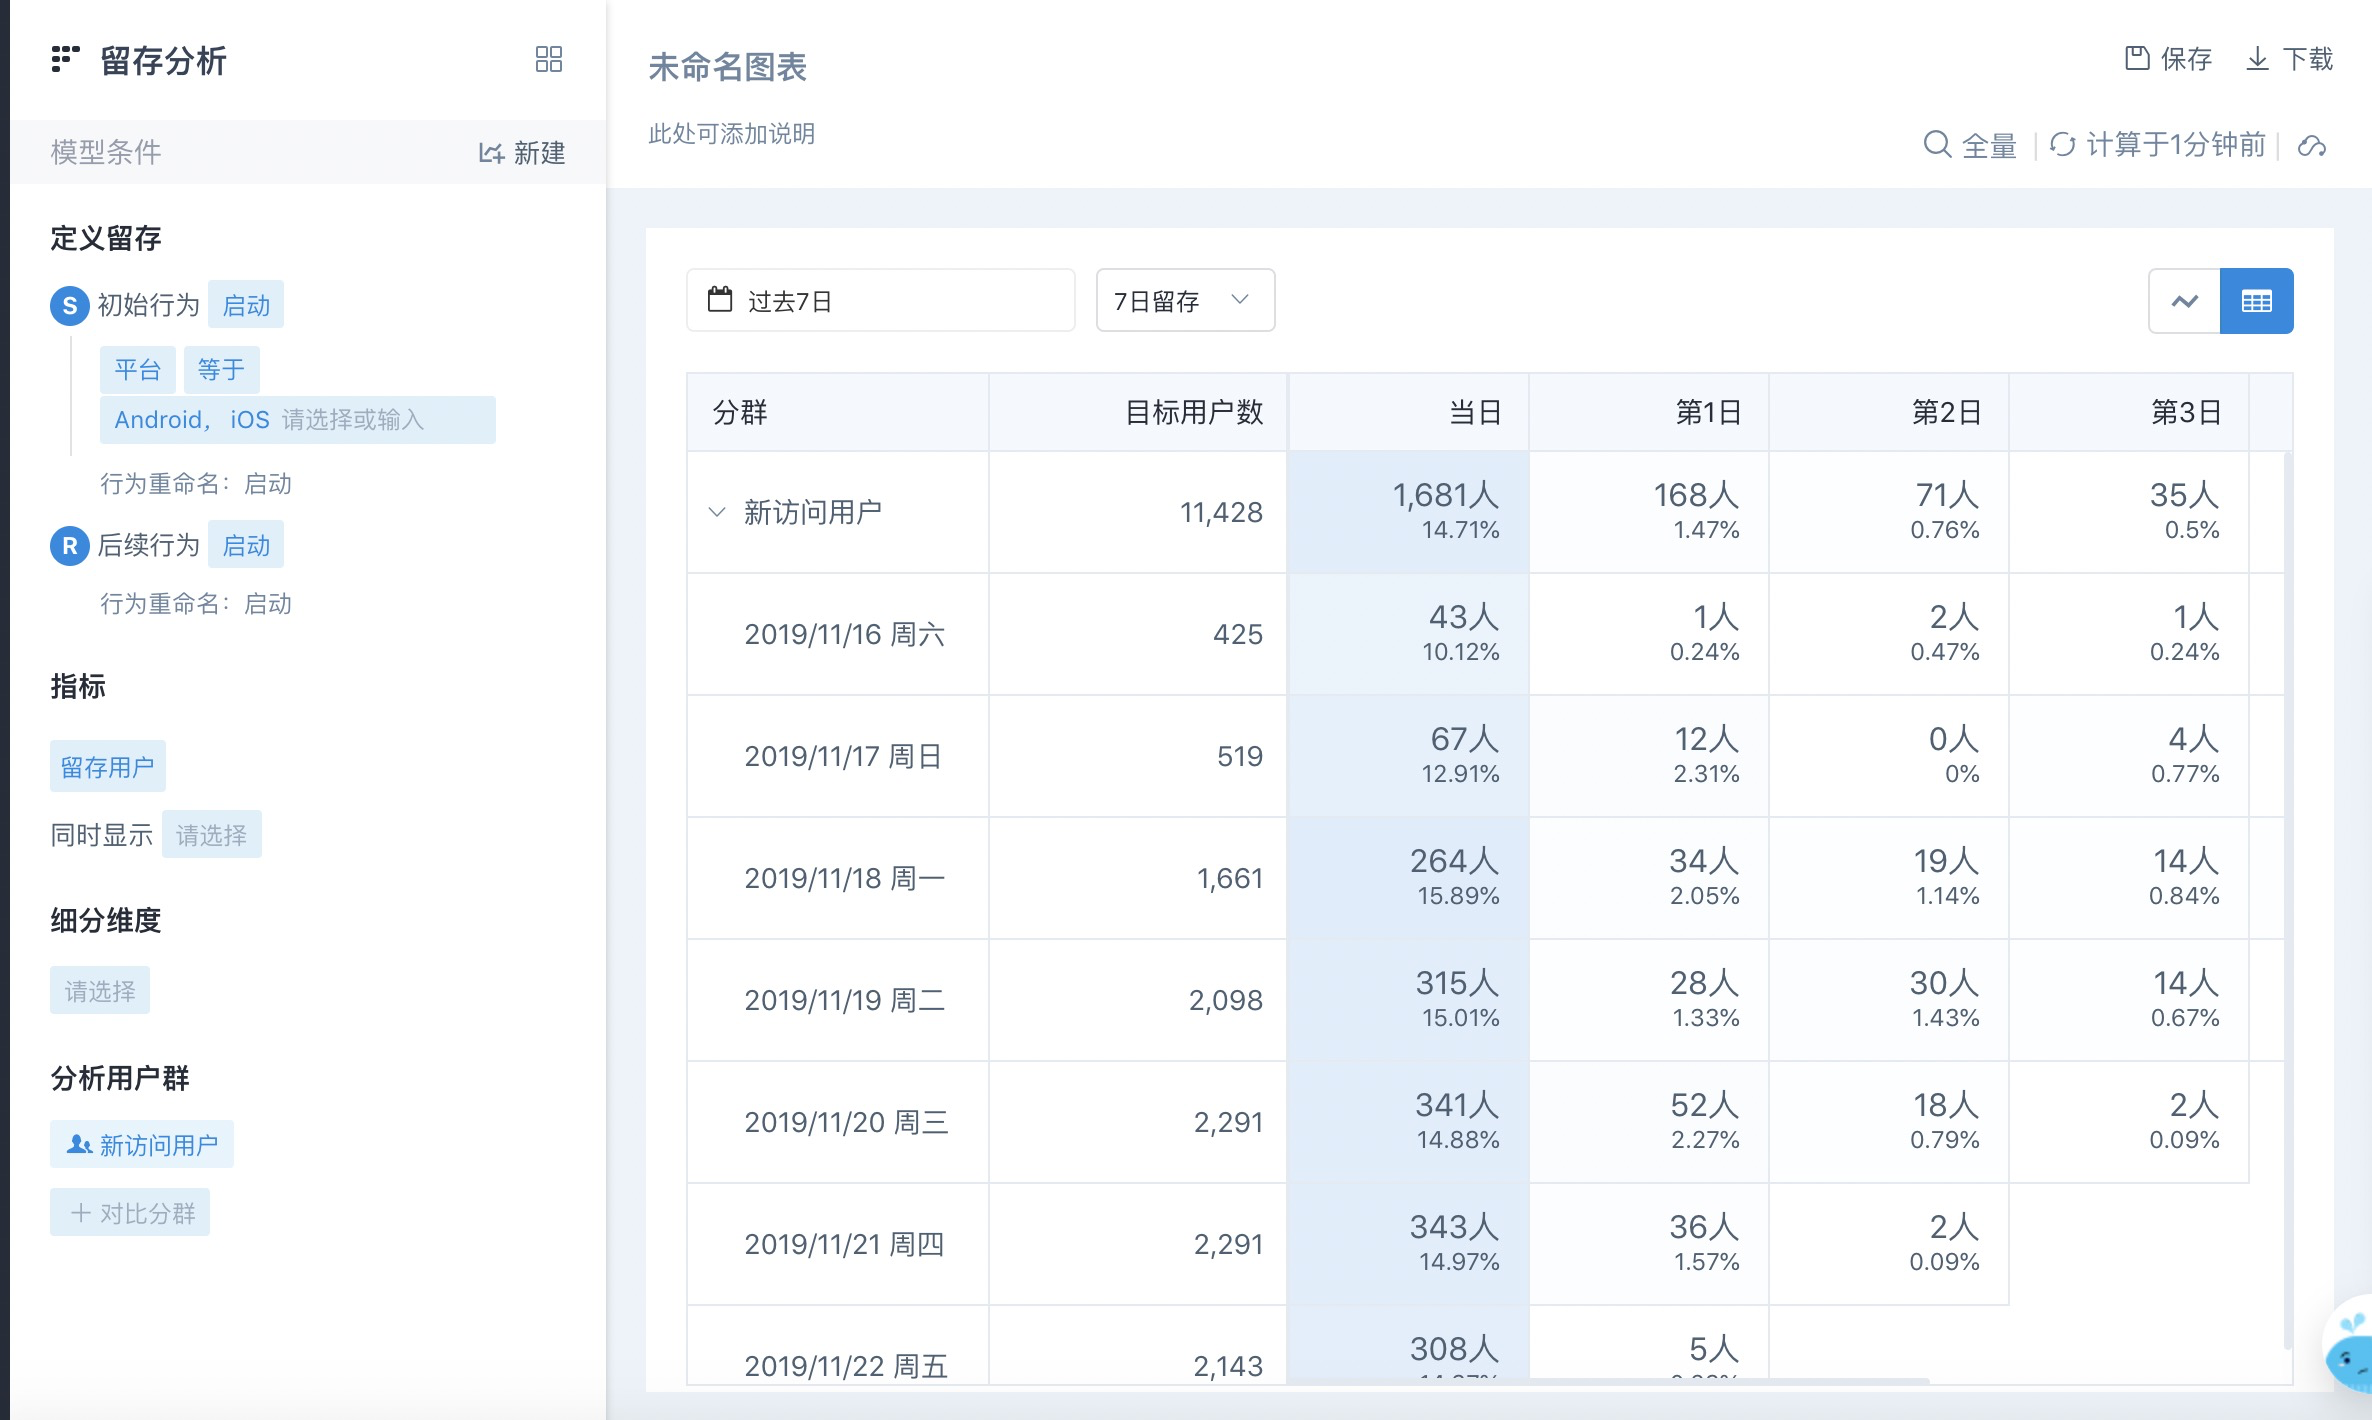 留存分析
模型条件 新建
定义留存
S 初始行为 启动
平台 等于
Android, iOS 请选择或输入
行为重命名: 启动
R 后续行为 启动
行为重命名: 启动
指标
留存用户
同时显示 请选择
细分维度
请选择
分析用户群
新访问用户
+ 对比分群
未命名图表
保存 下载
此处可添加说明
全量 | 计算于1分钟前 |
过去7日 7日留存
分群 目标用户数 当日 第1日 第2日 第3日
新访问用户 11,428 1,681人 168人 71人 35人
14.71% 1.47% 0.76% 0.5%
2019/11/16 周六 425 43人 1人 2人 1人
10.12% 0.24% 0.47% 0.24%
2019/11/17 周日 519 67人 12人 0人 4人
12.91% 2.31% 0% 0.77%
2019/11/18 周一 1,661 264人 34人 19人 14人
15.89% 2.05% 1.14% 0.84%
2019/11/19 周二 2,098 315人 28人 30人 14人
15.01% 1.33% 1.43% 0.67%
2019/11/20 周三 2,291 341人 52人 18人 2人
14.88% 2.27% 0.79% 0.09%
2019/11/21 周四 2,291 343人 36人 2人
14.97% 1.57% 0.09%
2019/11/22 周五 2,143 308人 5人